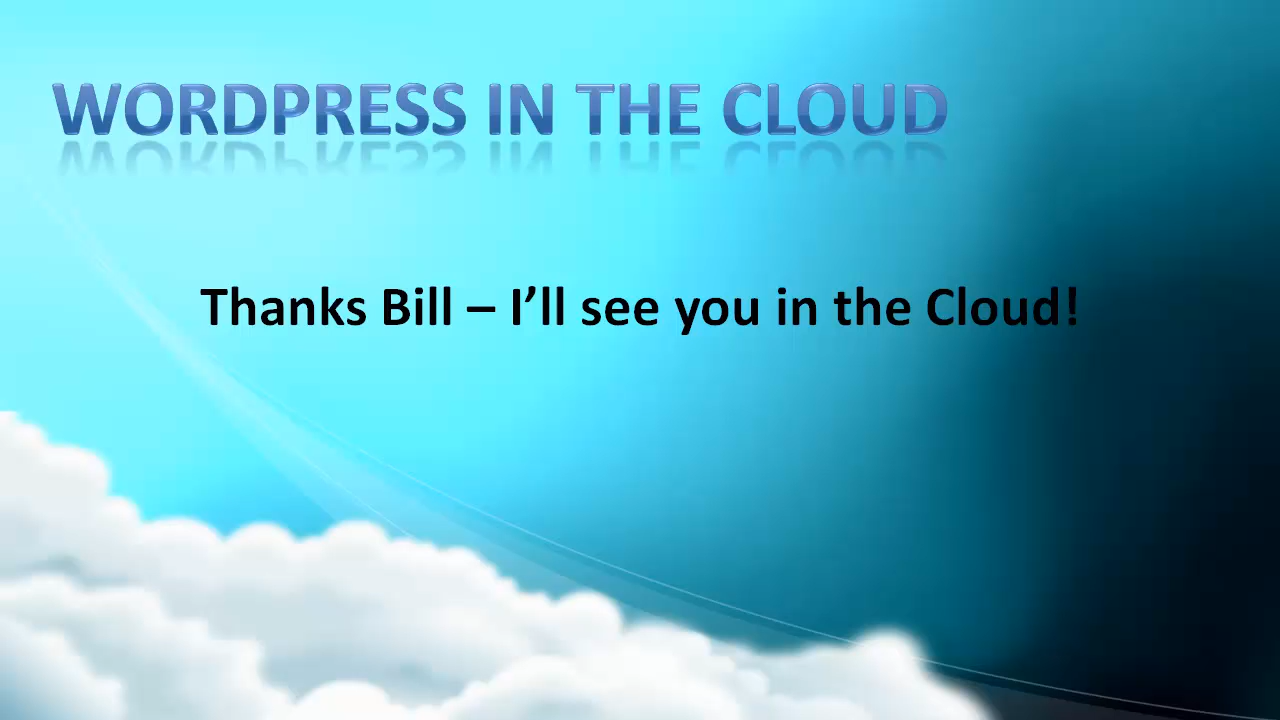 WORDPRESS IN THE CLOUD
Thanks Bill – I’ll see you in the Cloud!